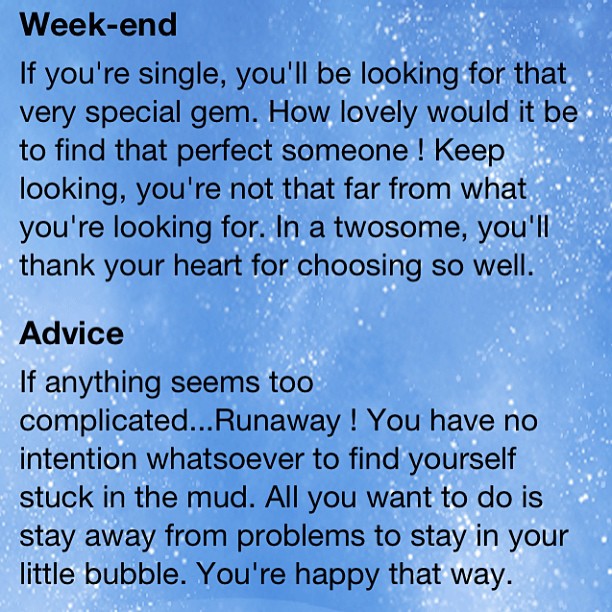 Week-end
If you're single, you'll be looking for that
very special gem. How lovely would it be
to find that perfect someone ! Keep
looking, you're not that far from what
you're looking for. In a twosome, you'll
thank your heart for choosing so well.
Advice
If anything seems too
complicated...Runaway ! You have no
intention whatsoever to find yourself
stuck in the mud. All you want to do is
stay away from problems to stay in your
little bubble. You're happy that way.